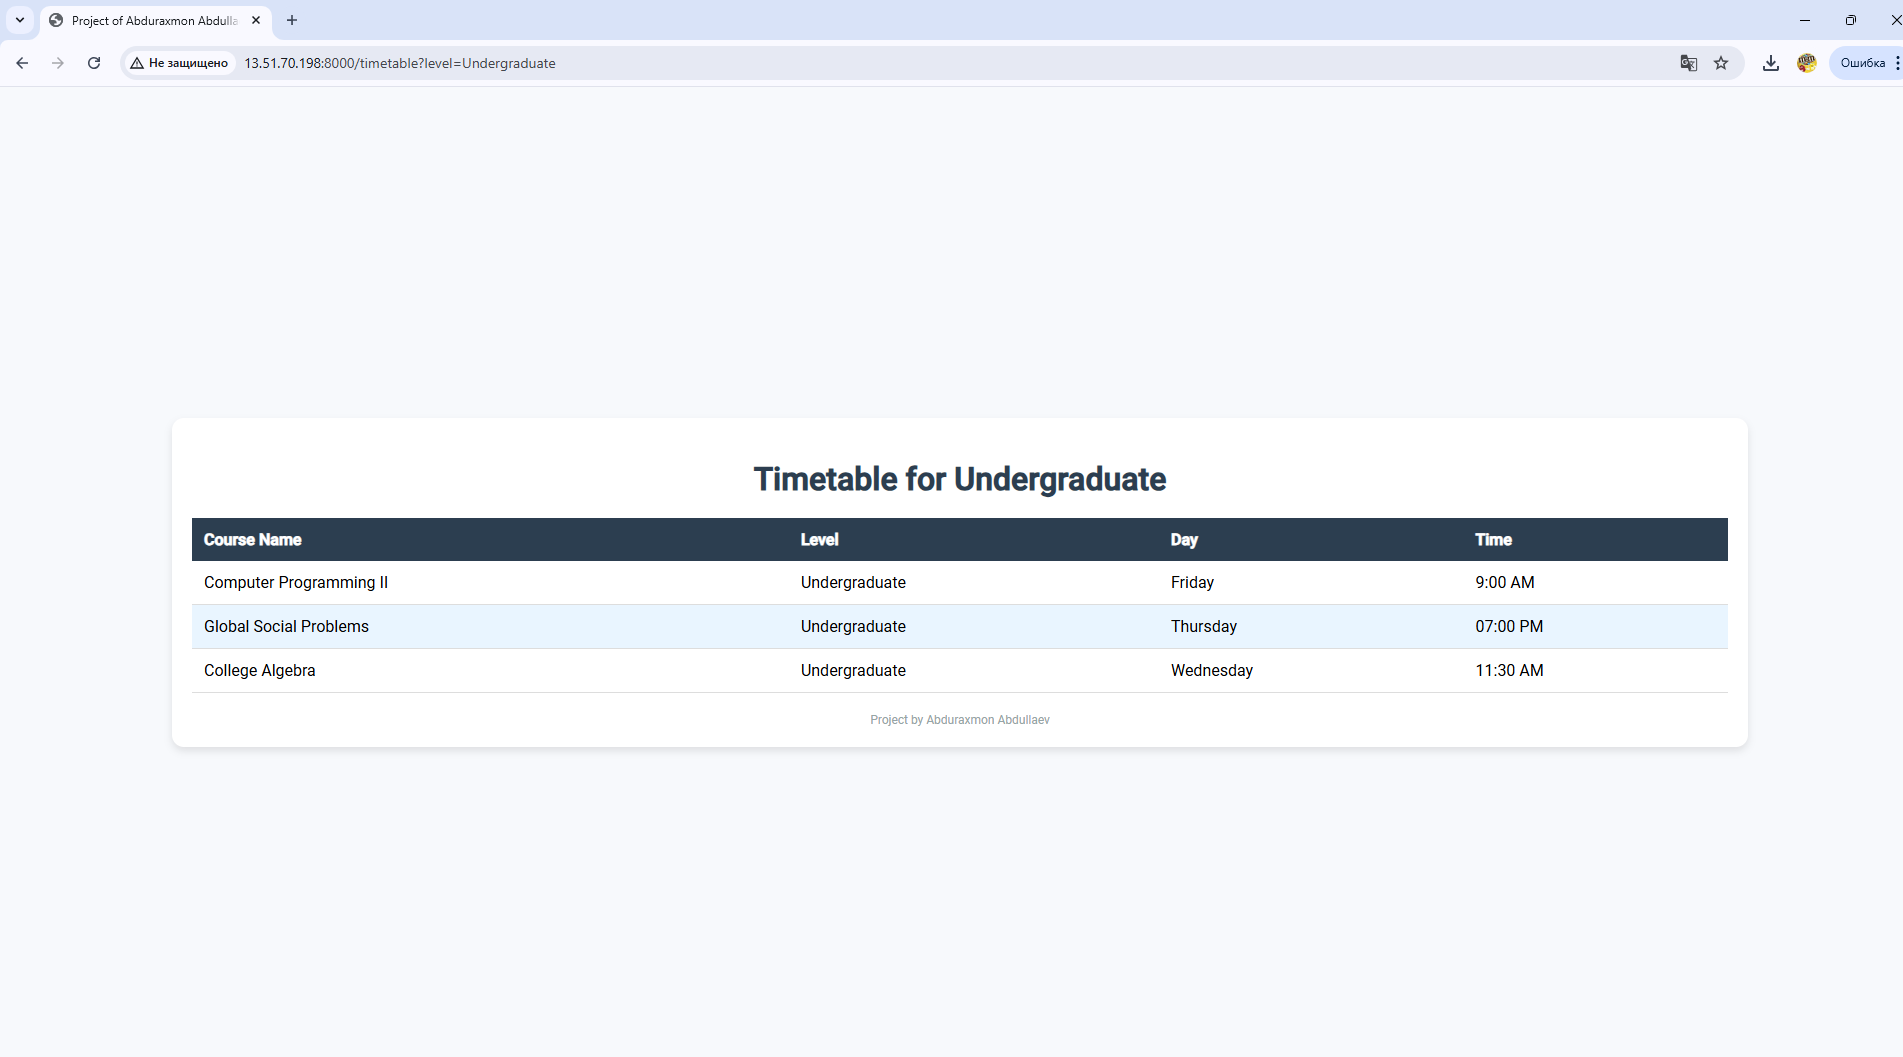 Project of Abduraxmon Abdulla
Не защищено
13.51.70.198:8000/timetable?level=Undergraduate
Ошибка
Timetable for Undergraduate
Course Name Level Day Time
Computer Programming II Undergraduate Friday 9:00 AM
Global Social Problems Undergraduate Thursday 07:00 PM
College Algebra Undergraduate Wednesday 11:30 AM
Project by Abduraxmon Abdullaev